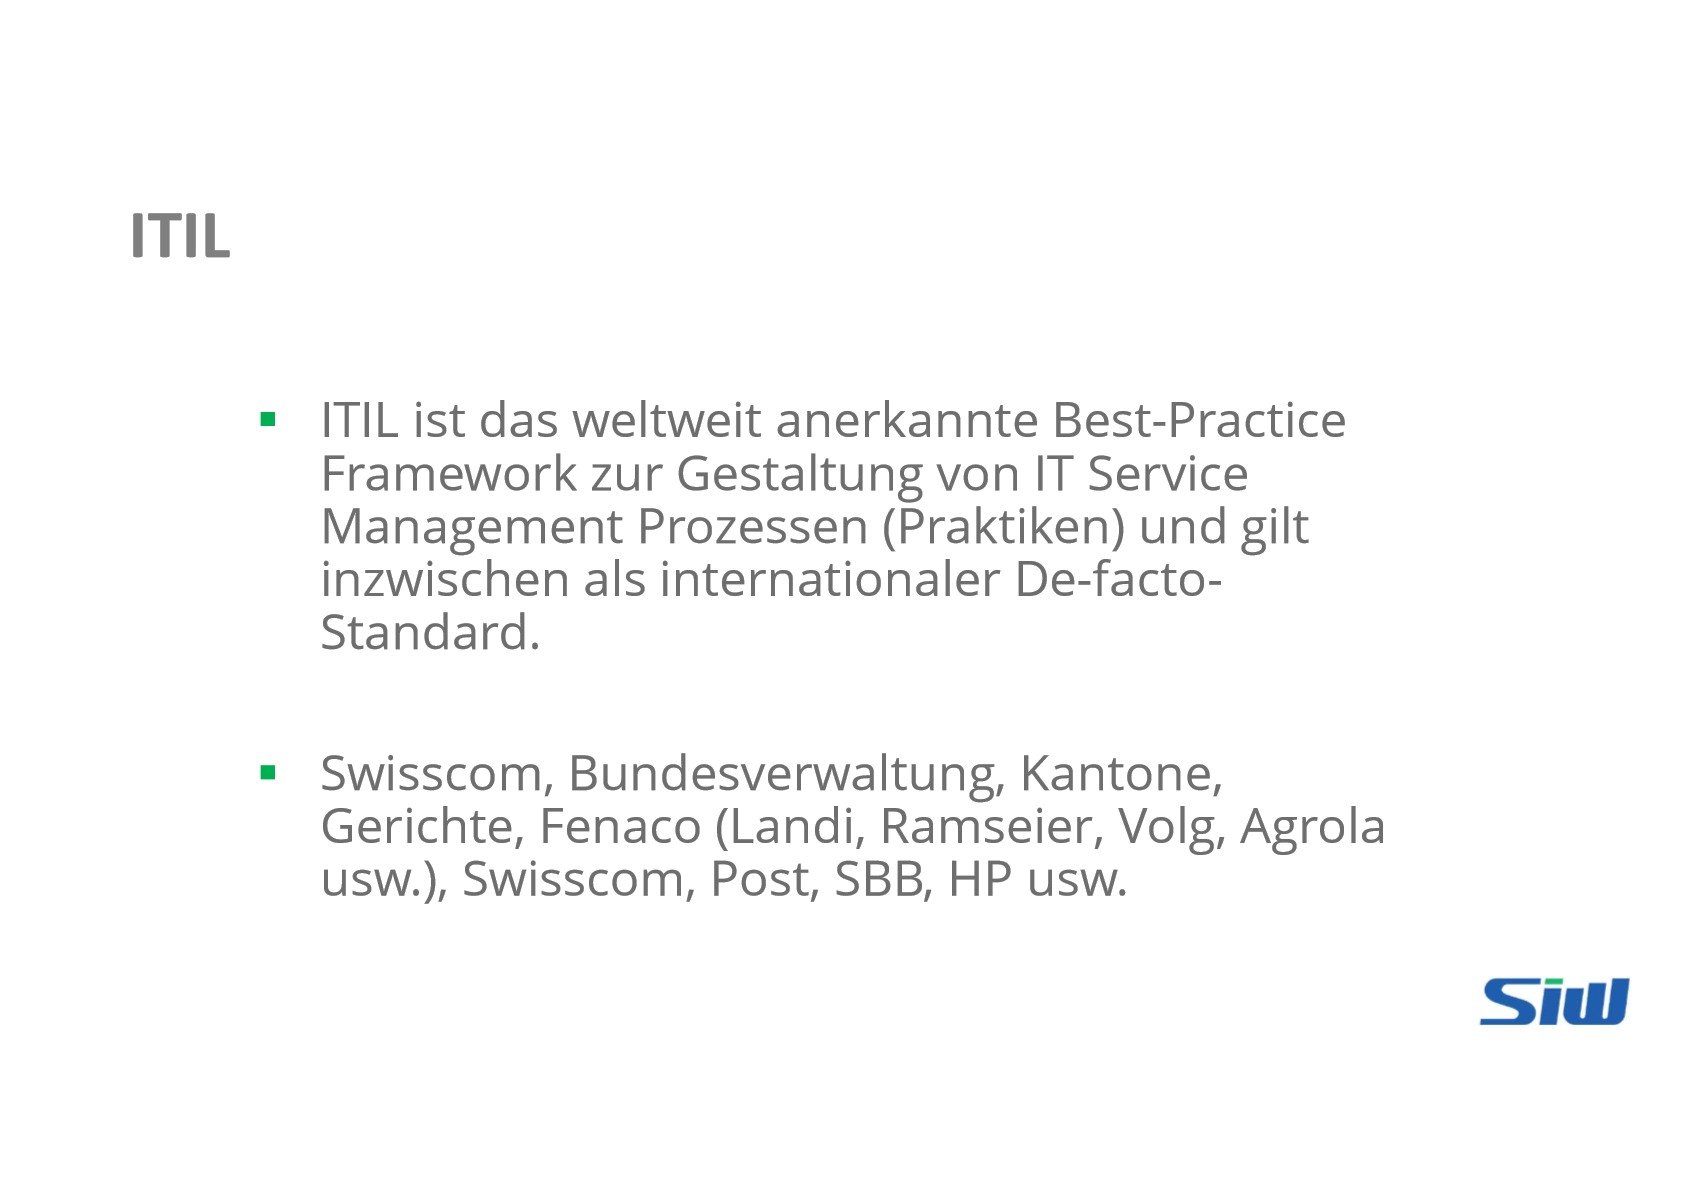 ITIL
▪ ITIL ist das weltweit anerkannte Best-Practice
Framework zur Gestaltung von IT Service
Management Prozessen (Praktiken) und gilt
inzwischen als internationaler De-facto-
Standard.
▪ Swisscom, Bundesverwaltung, Kantone,
Gerichte, Fenaco (Landi, Ramseier, Volg, Agrola
usw.), Swisscom, Post, SBB, HP usw.
Siw